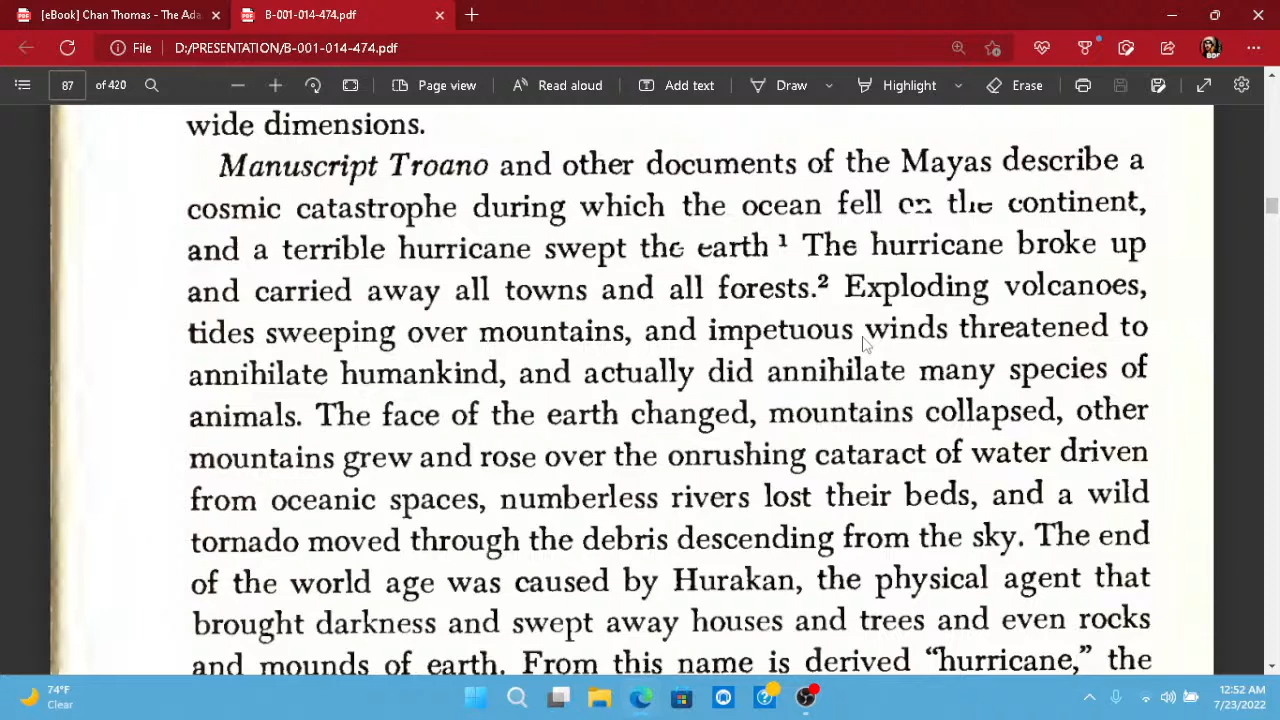 [eBook] Chan Thomas - The Ada
B-001-014-474.pdf
File
D:/PRESENTATION/B-001-014-474.pdf
87 of 420
Page view
Read aloud
Add text
Draw
Highlight
Erase
wide dimensions.
Manuscript Troano and other documents of the Mayas describe a
cosmic catastrophe during which the ocean fell on the continent,
and a terrible hurricane swept the earth ¹ The hurricane broke up
and carried away all towns and all forests.² Exploding volcanoes,
tides sweeping over mountains, and impetuous winds threatened to
annihilate humankind, and actually did annihilate many species of
animals. The face of the earth changed, mountains collapsed, other
mountains grew and rose over the onrushing cataract of water driven
from oceanic spaces, numberless rivers lost their beds, and a wild
tornado moved through the debris descending from the sky. The end
of the world age was caused by Hurakan, the physical agent that
brought darkness and swept away houses and trees and even rocks
and mounds of earth. From this name is derived “hurricane,” the
74°F
Clear
12:52 AM
7/23/2022